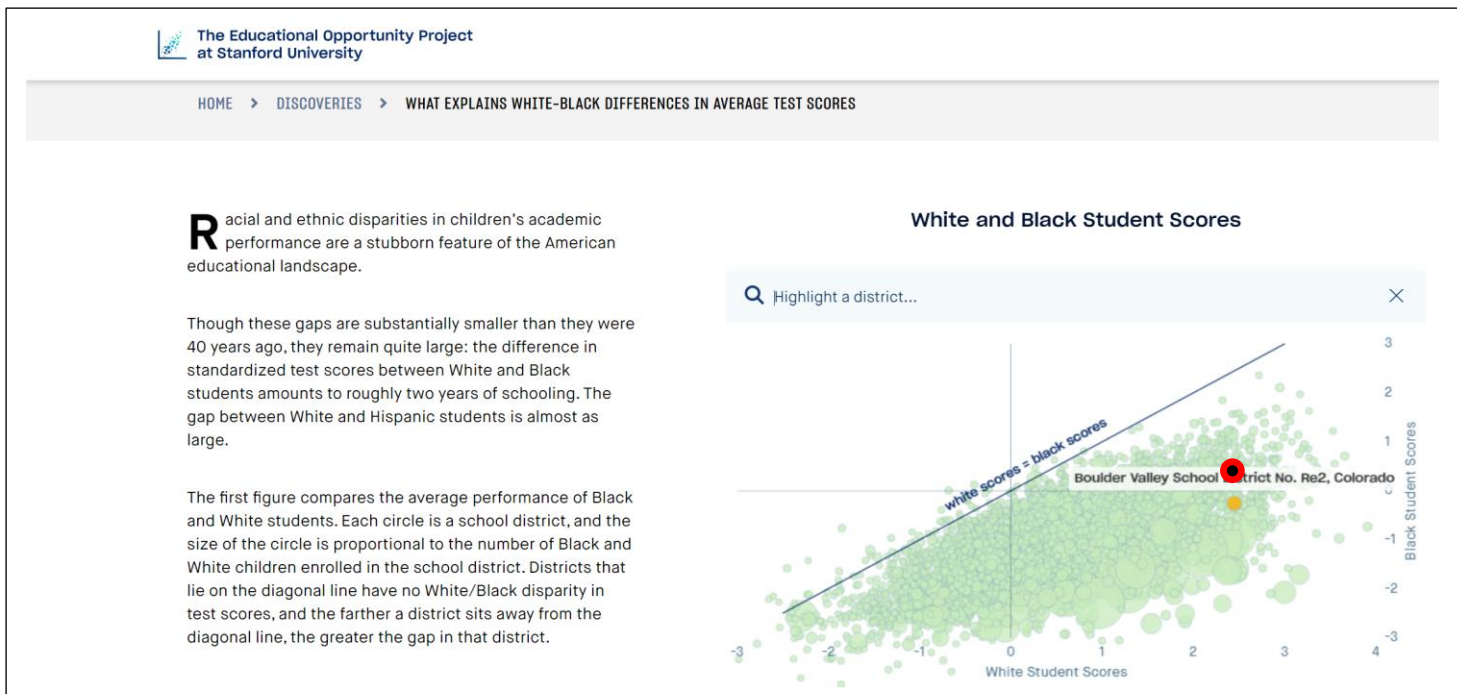 The Educational Opportunity Project
at Stanford University
HOME > DISCOVERIES > WHAT EXPLAINS WHITE-BLACK DIFFERENCES IN AVERAGE TEST SCORES
Racial and ethnic disparities in children's academic
performance are a stubborn feature of the American
educational landscape.
Though these gaps are substantially smaller than they were
40 years ago, they remain quite large: the difference in
standardized test scores between White and Black
students amounts to roughly two years of schooling. The
gap between White and Hispanic students is almost as
large.
The first figure compares the average performance of Black
and White students. Each circle is a school district, and the
size of the circle is proportional to the number of Black and
White children enrolled in the school district. Districts that
lie on the diagonal line have no White/Black disparity in
test scores, and the farther a district sits away from the
diagonal line, the greater the gap in that district.
White and Black Student Scores
Highlight a district...
3
2
1
0
-1
-2
-3
Black Student Scores
white scores = black scores
Boulder Valley School District No. Re2, Colorado
-3 -2 -1 0 1 2 3 4
White Student Scores